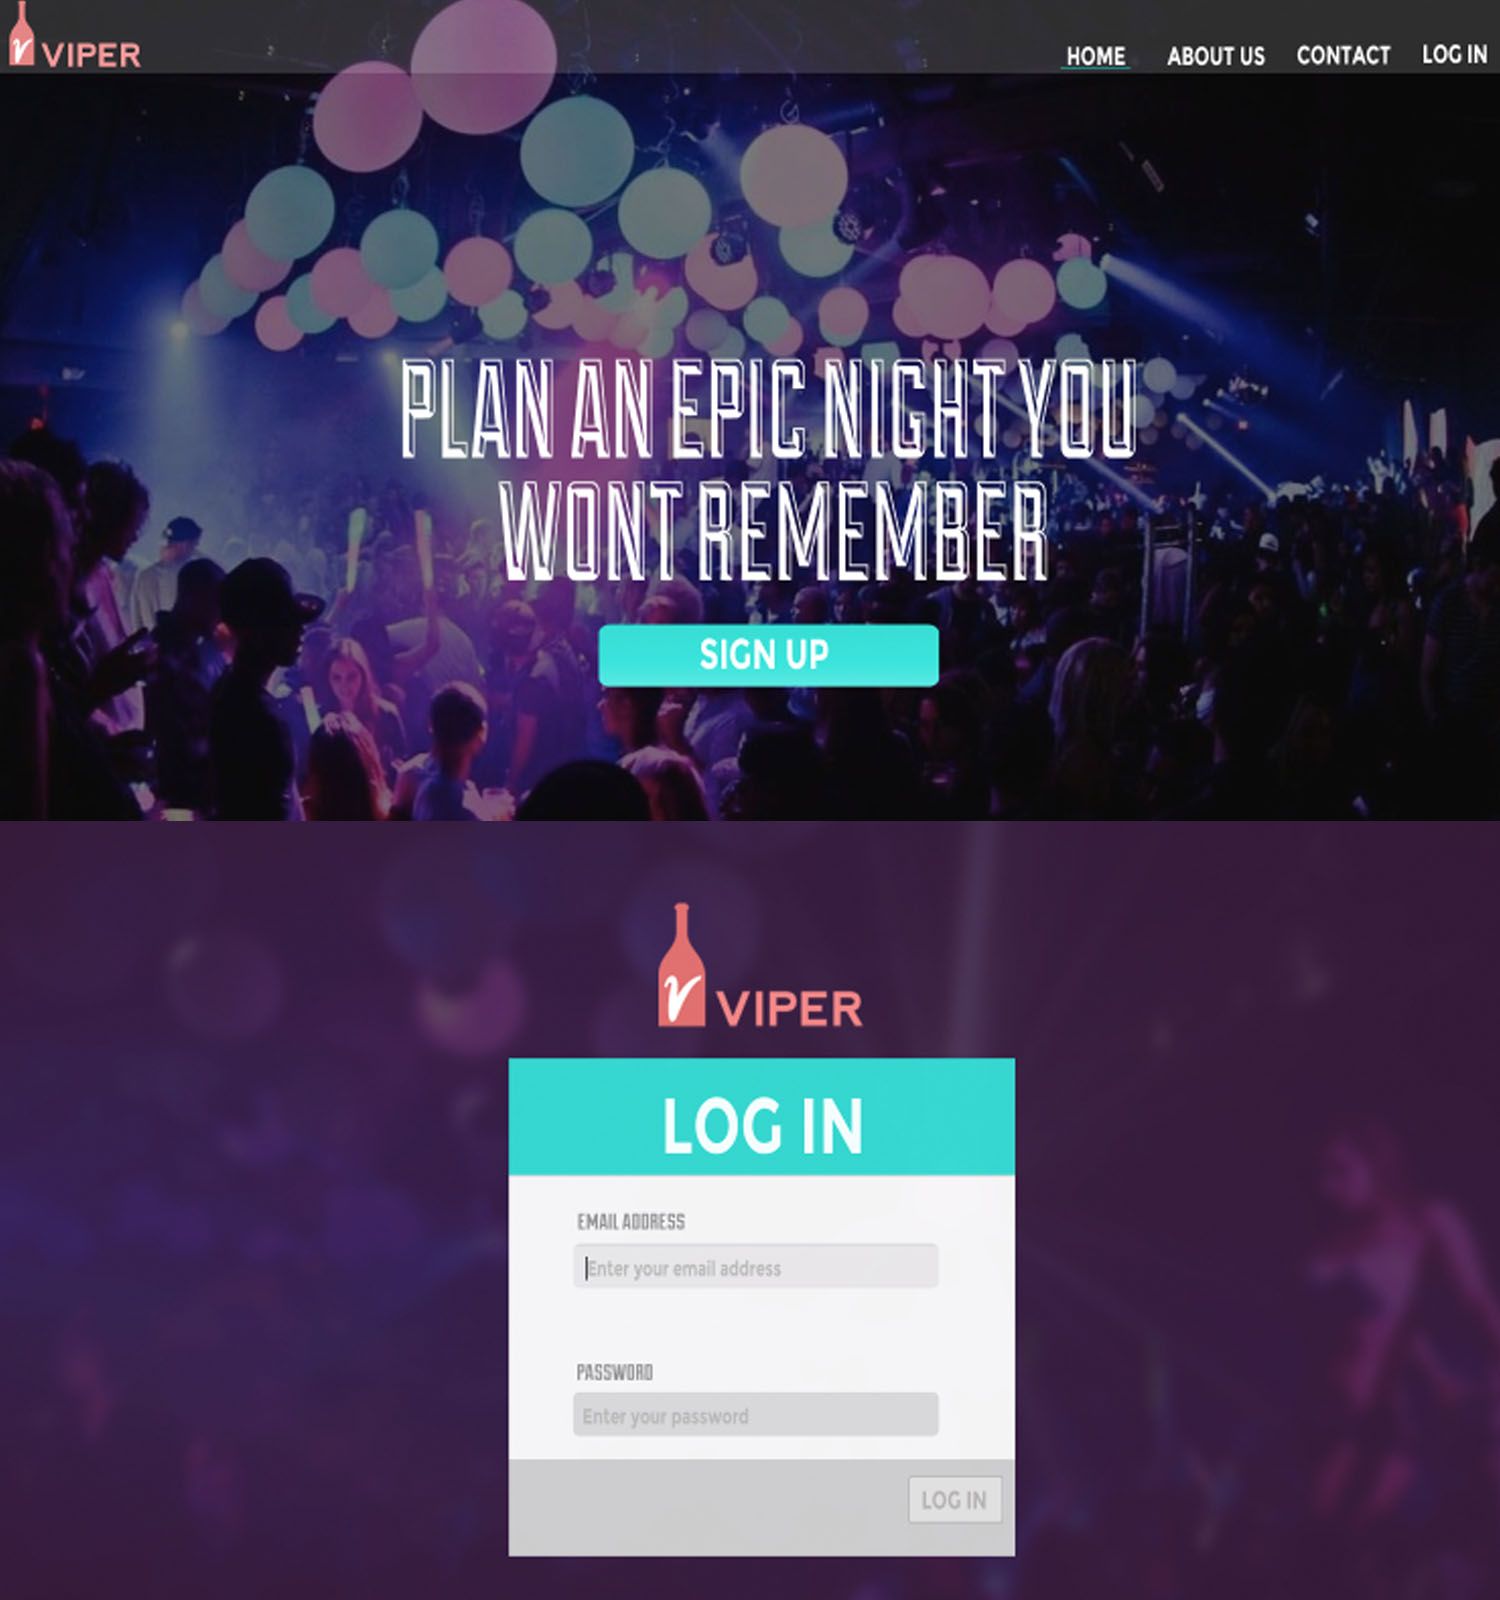 VIPER
HOME ABOUT US CONTACT LOG IN
PLAN AN EPIC NIGHT YOU
WONT REMEMBER
SIGN UP
V VIPER
LOG IN
EMAIL ADDRESS
Enter your email address
PASSWORD
Enter your password
LOG IN